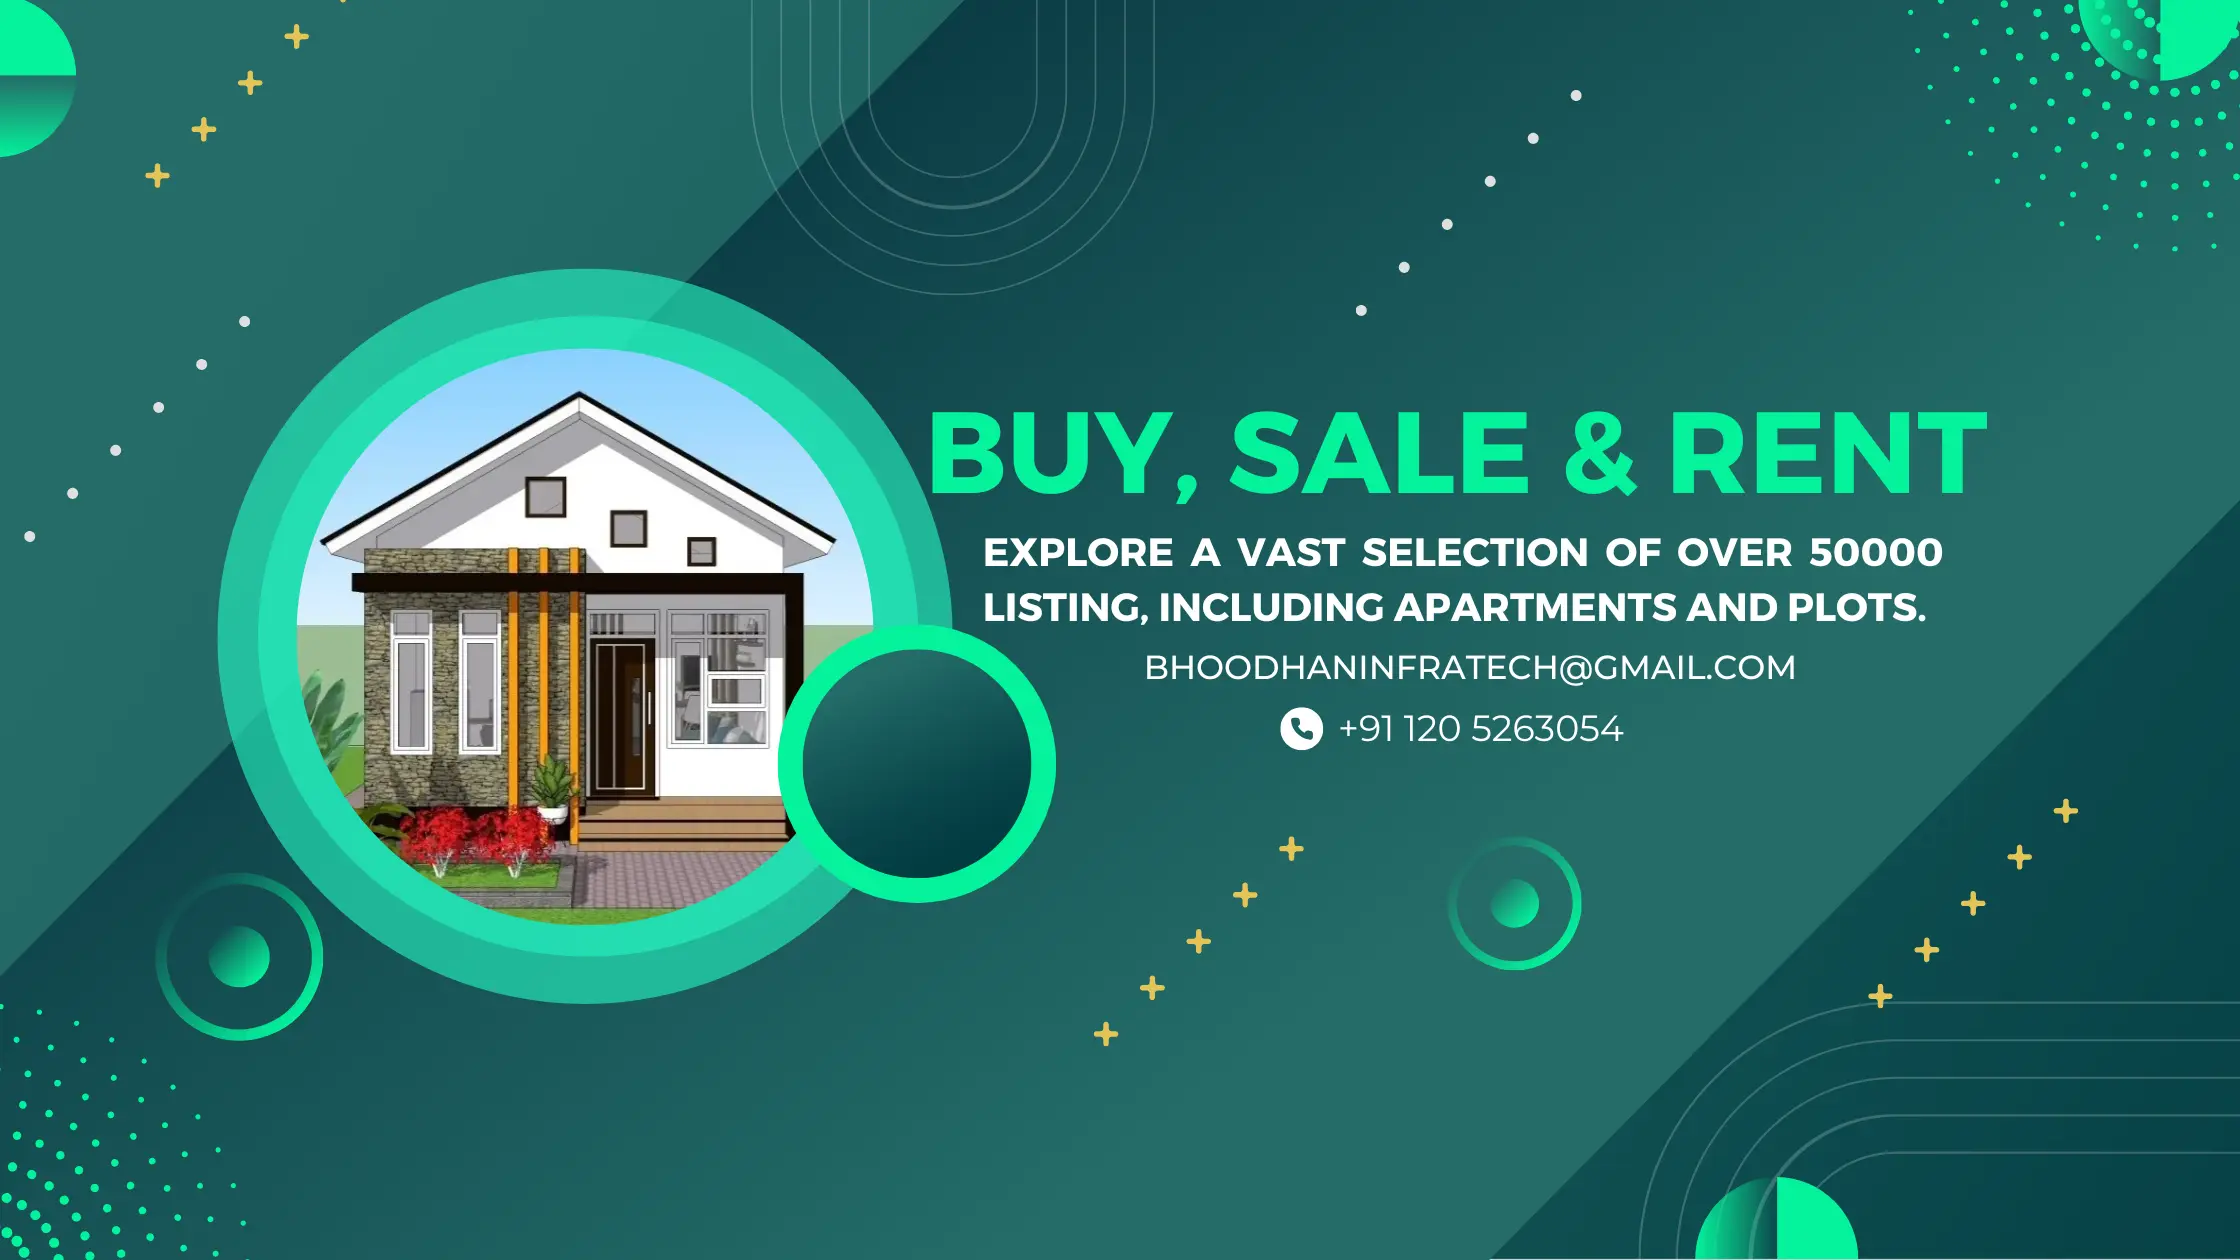 BUY, SALE & RENT
EXPLORE A VAST SELECTION OF OVER 50000
LISTING, INCLUDING APARTMENTS AND PLOTS.
BHOODHANINFRATECH@GMAIL.COM
+91 120 5263054